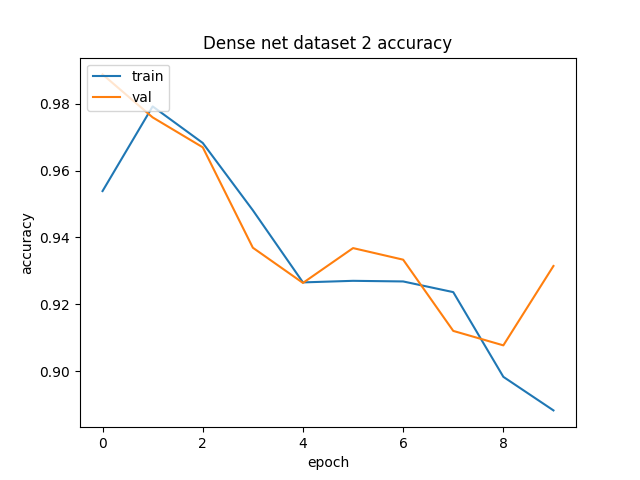 Dense net dataset 2 accuracy
train
val
0.98
0.96
0.94
0.92
0.90
accuracy
0 2 4 6 8
epoch